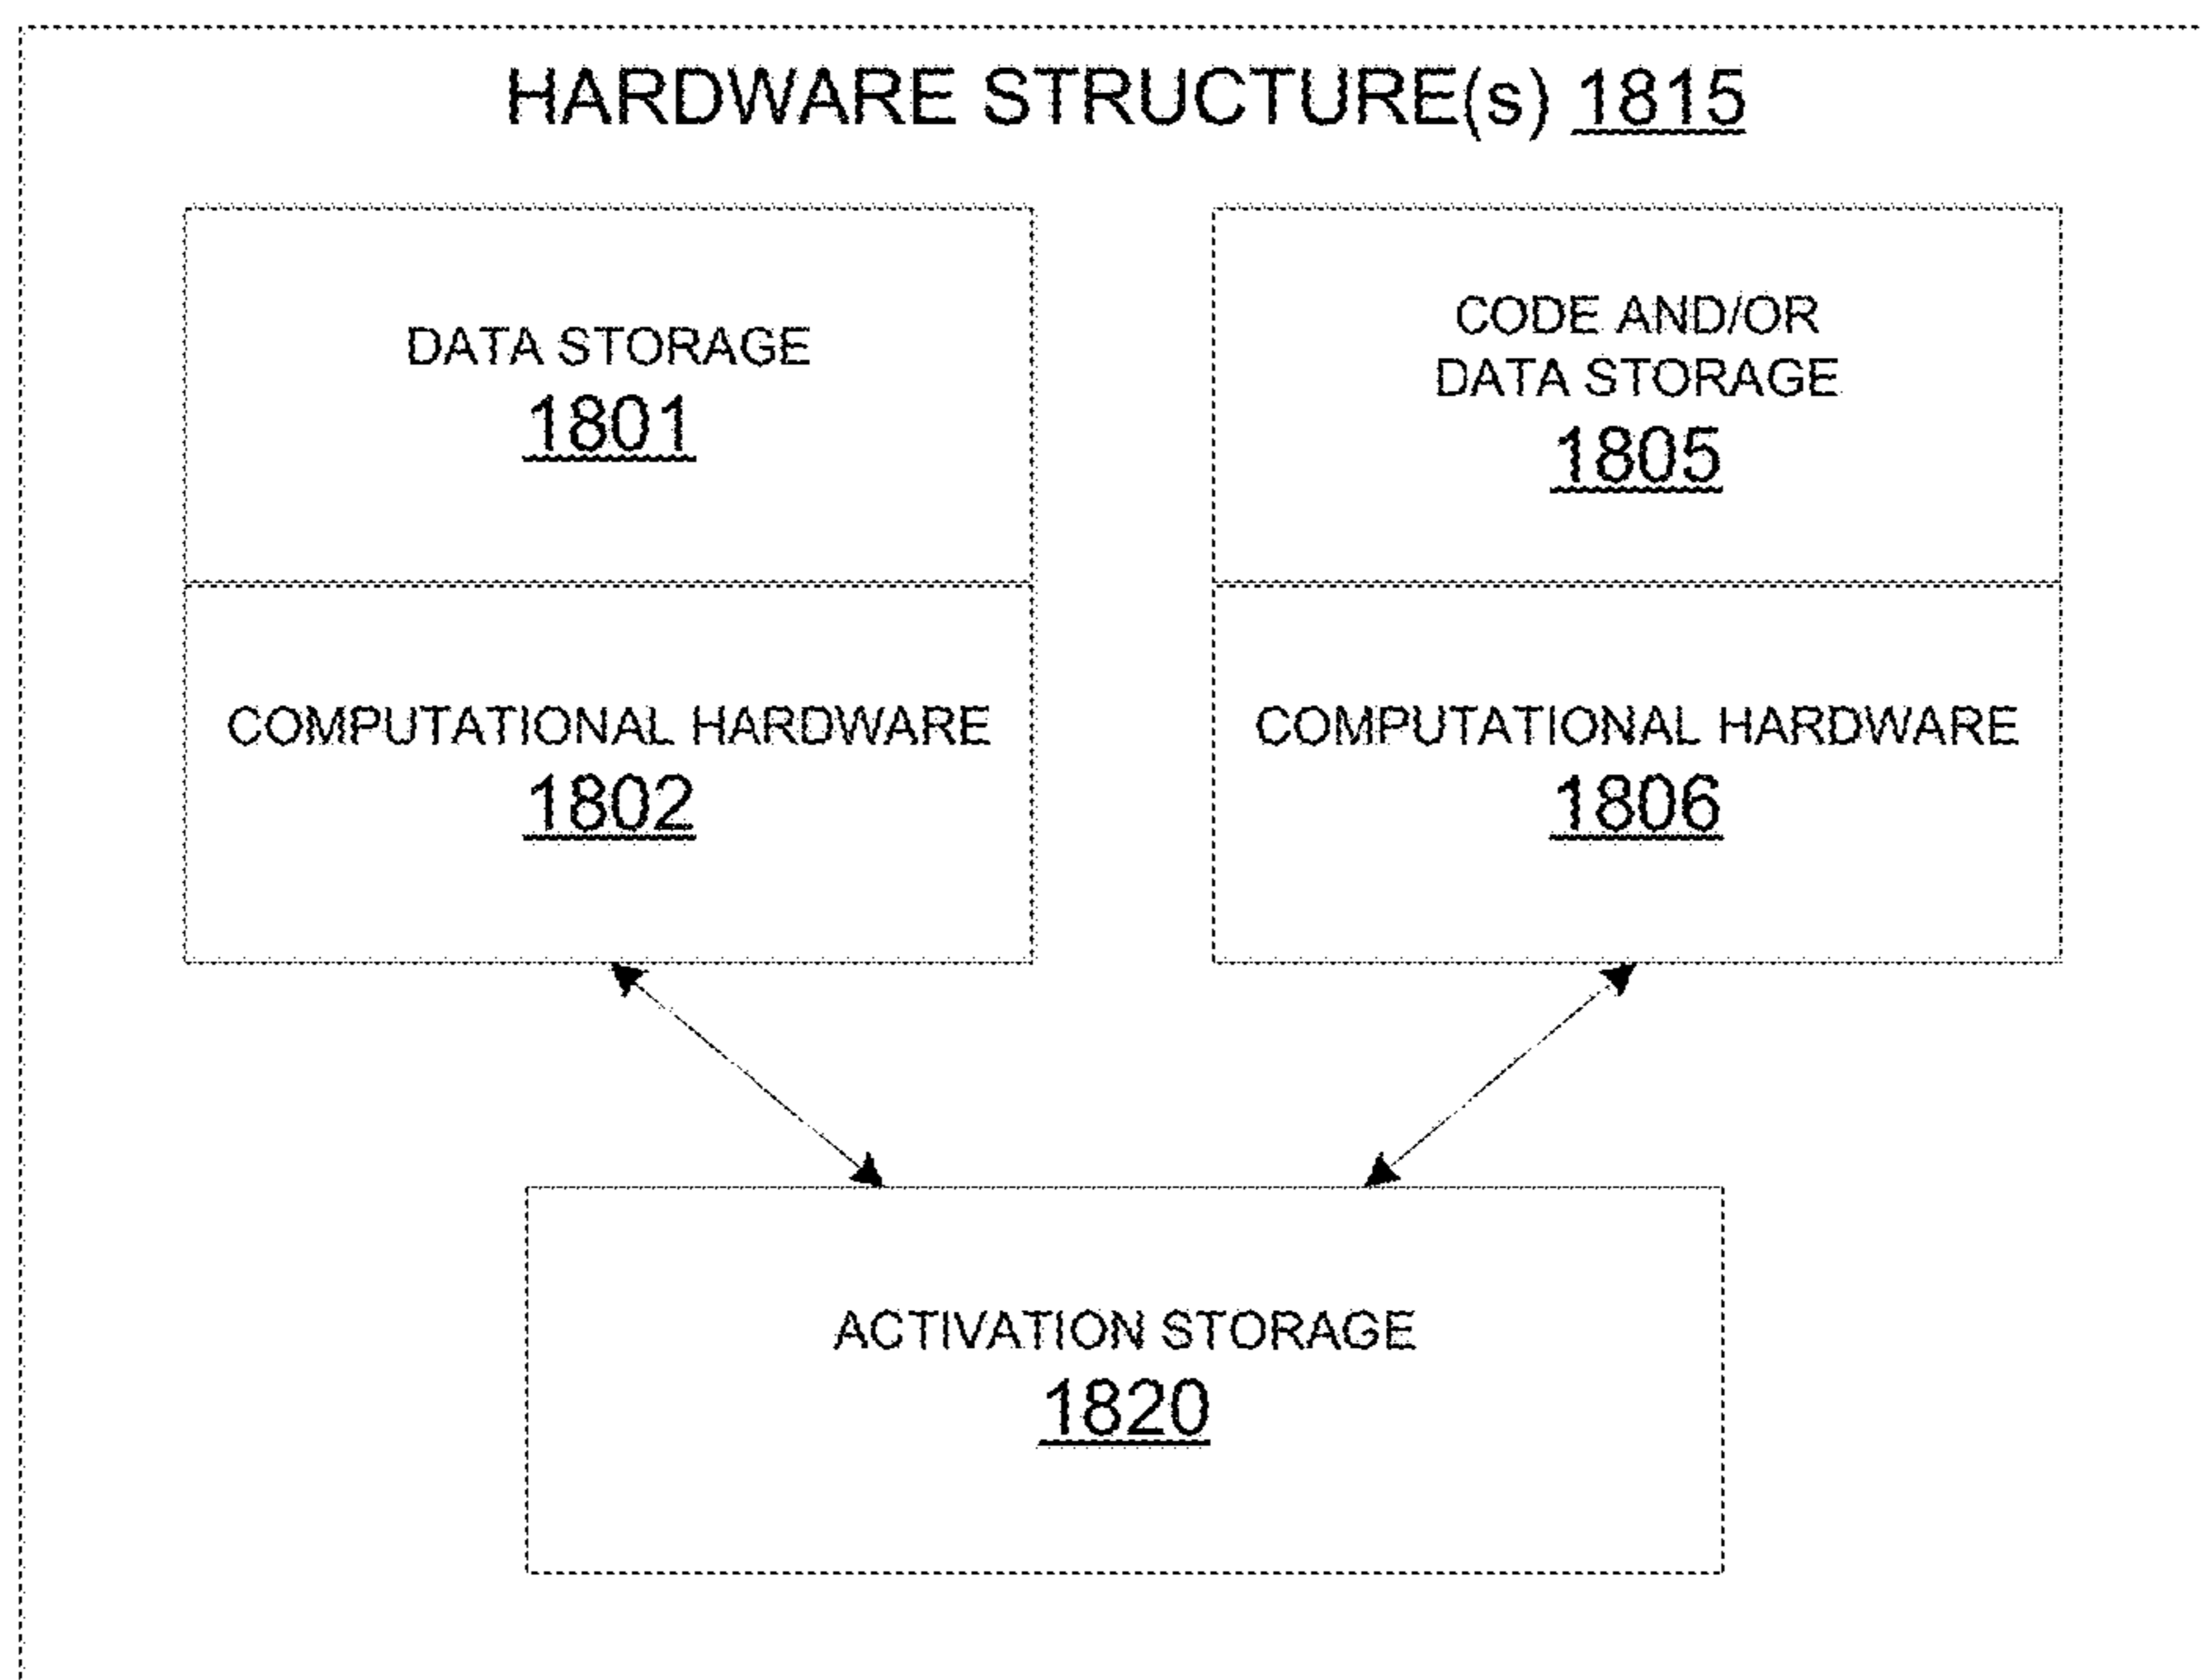 HARDWARE STRUCTURE(s) 1815
DATA STORAGE
1801
COMPUTATIONAL HARDWARE
1802
CODE AND/OR
DATA STORAGE
1805
COMPUTATIONAL HARDWARE
1806
ACTIVATION STORAGE
1820